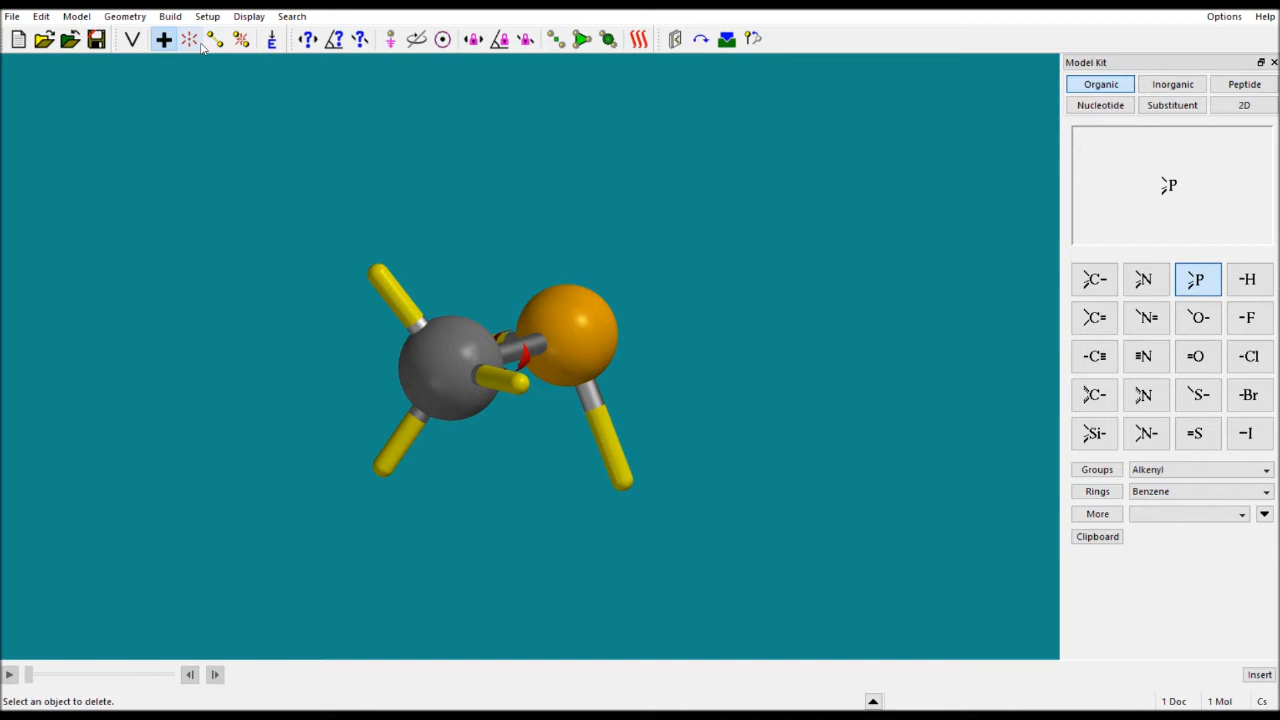 File Edit Model Geometry Build Setup Display Search Options Help
Model Kit
Organic Inorganic Peptide
Nucleotide Substituent 2D
P
C N P H
C N O F
C N O Cl
C N S Br
Si N S I
Groups Alkenyl
Rings Benzene
More
Clipboard
Insert
Select an object to delete. 1 Doc 1 Mol Cs